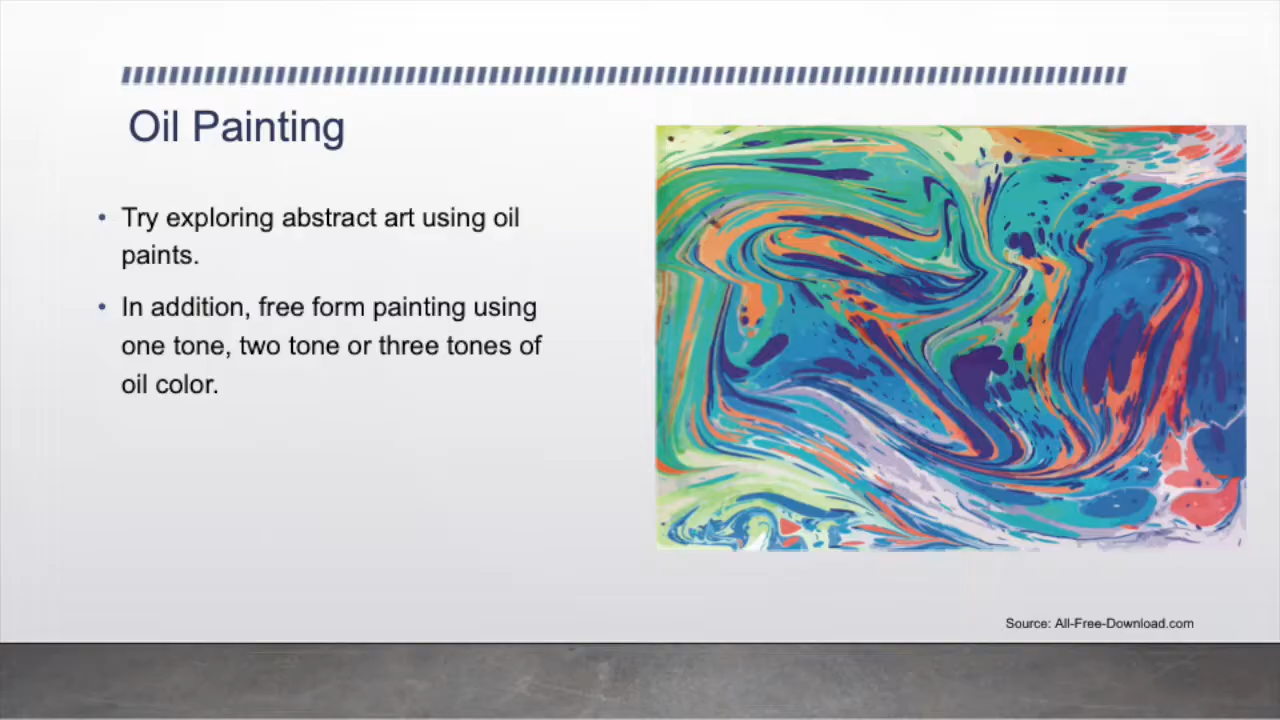 Oil Painting
• Try exploring abstract art using oil
paints.
• In addition, free form painting using
one tone, two tone or three tones of
oil color.
Source: All-Free-Download.com